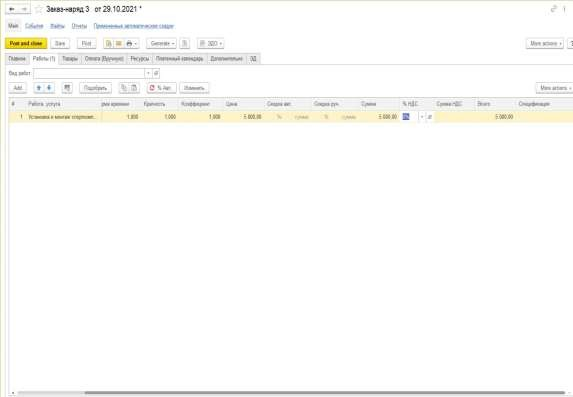 Заказ-наряд 3 от 29.10.2021 *
Main События Файлы Отчеты Примененные автоматические скидки
Post and close Save Post Generate ЭДО More actions ?
Главное Работы (1) Товары Оплата (Вручную) Ресурсы Платежный календарь Дополнительно ЭД
Вид работ:
Add Подобрать % Авт. Изменить More actions
# Работа, услуга рма времени Кратность Коэффициент Цена Скидка авт. Скидка руч. Сумма % НДС Сумма НДС Всего Спецификация
1 Установка и монтаж 1,000 1,000 1,000 5 000,00 % сумма % сумма 5 000,00 5 000,00